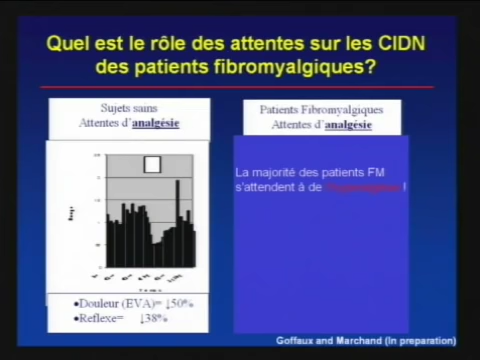 Quel est le rôle des attentes sur les CIDN
des patients fibromyalgiques?
Sujets sains
Attentes d'analgésie
Patients Fibromyalgiques
Attentes d'analgésie
La majorité des patients FM
s'attendent à de !
•Douleur (EVA)= ↓50%
•Reflexe= ↓38%
Goffaux and Marchand (In preparation)